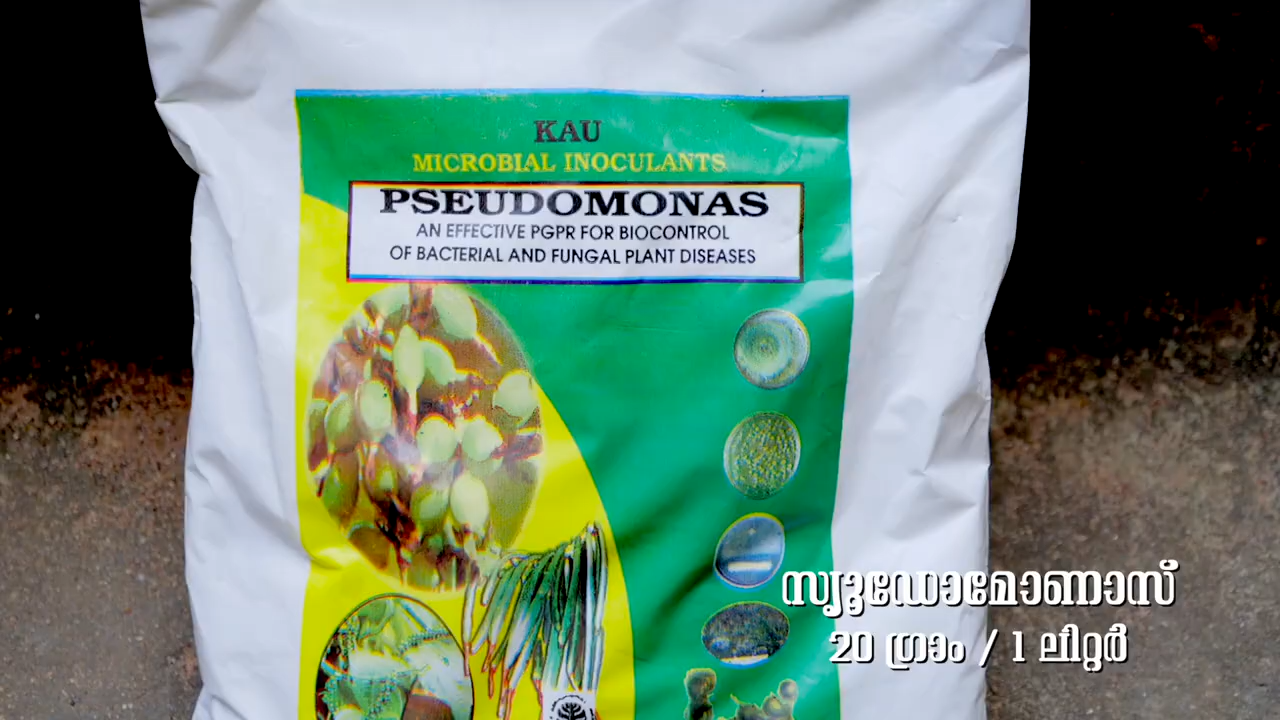 KAU
MICROBIAL INOCULANTS
PSEUDOMONAS
AN EFFECTIVE PGPR FOR BIOCONTROL
OF BACTERIAL AND FUNGAL PLANT DISEASES
സ്യൂഡോമോണാസ്
20 ഗ്രാം / 1 ലിറ്റർ